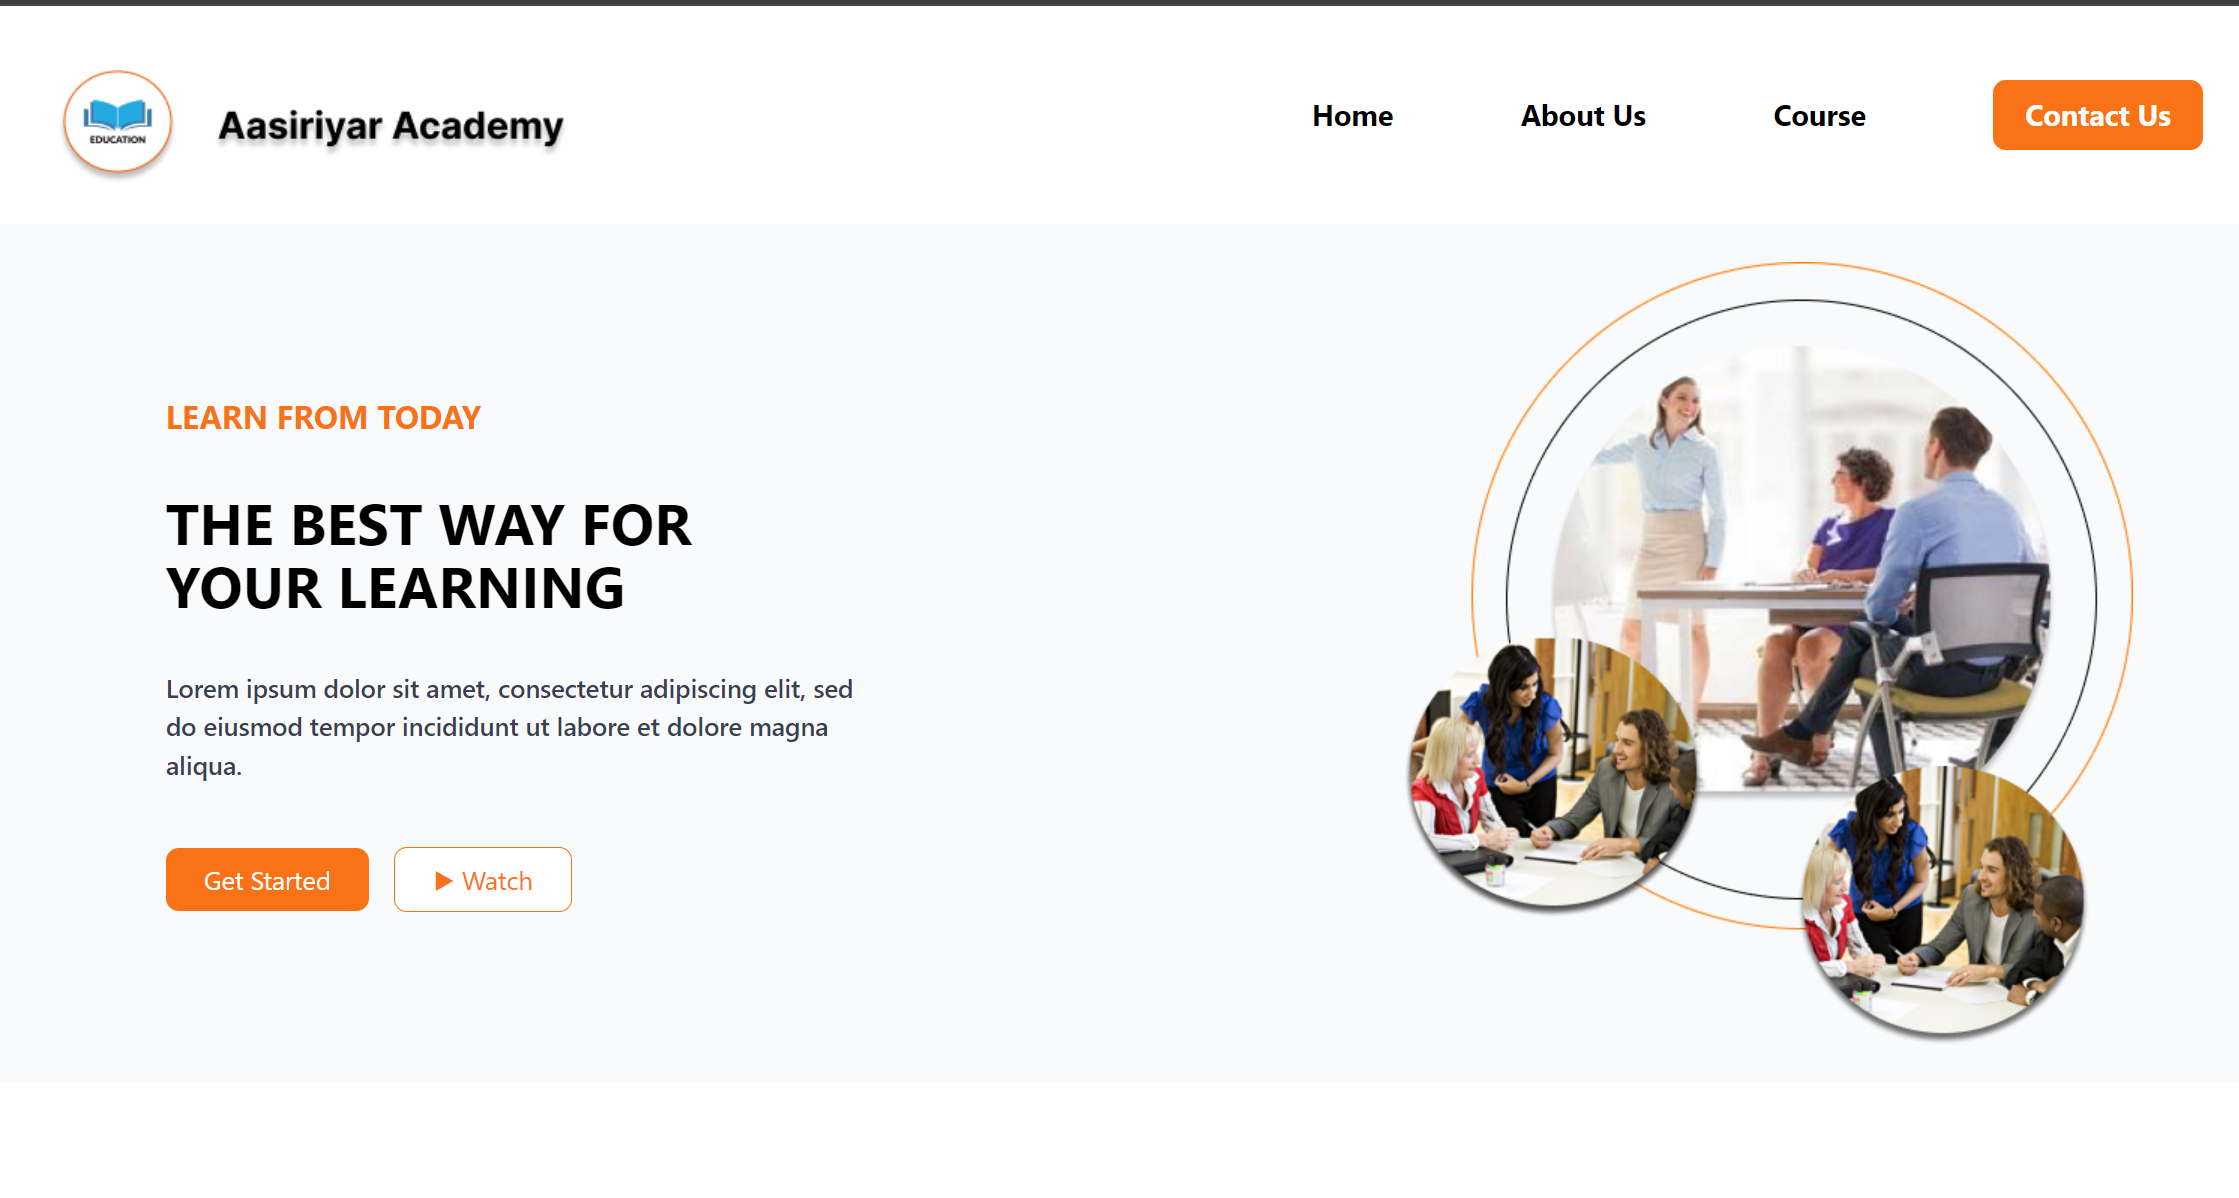 EDUCATION
Aasiriyar Academy
Home
About Us
Course
Contact Us
LEARN FROM TODAY
THE BEST WAY FOR
YOUR LEARNING
Lorem ipsum dolor sit amet, consectetur adipiscing elit, sed
do eiusmod tempor incididunt ut labore et dolore magna
aliqua.
Get Started
Watch